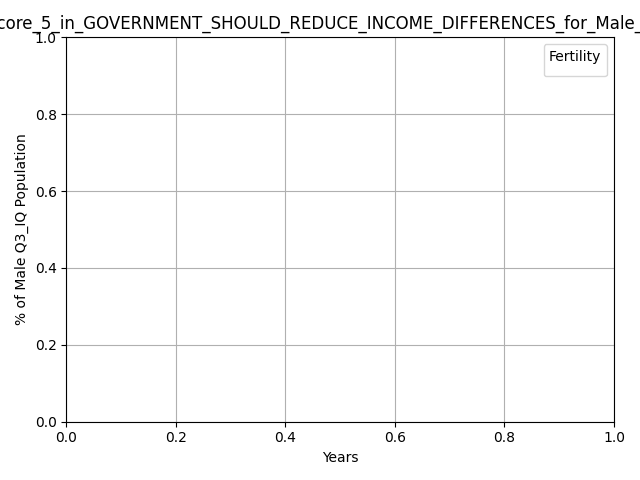 core_5_in_GOVERNMENT_SHOULD_REDUCE_INCOME_DIFFERENCES_for_Male_
Fertility
1.0
0.8
0.6
0.4
0.2
0.0
% of Male Q3_IQ Population
0.0 0.2 0.4 0.6 0.8 1.0
Years